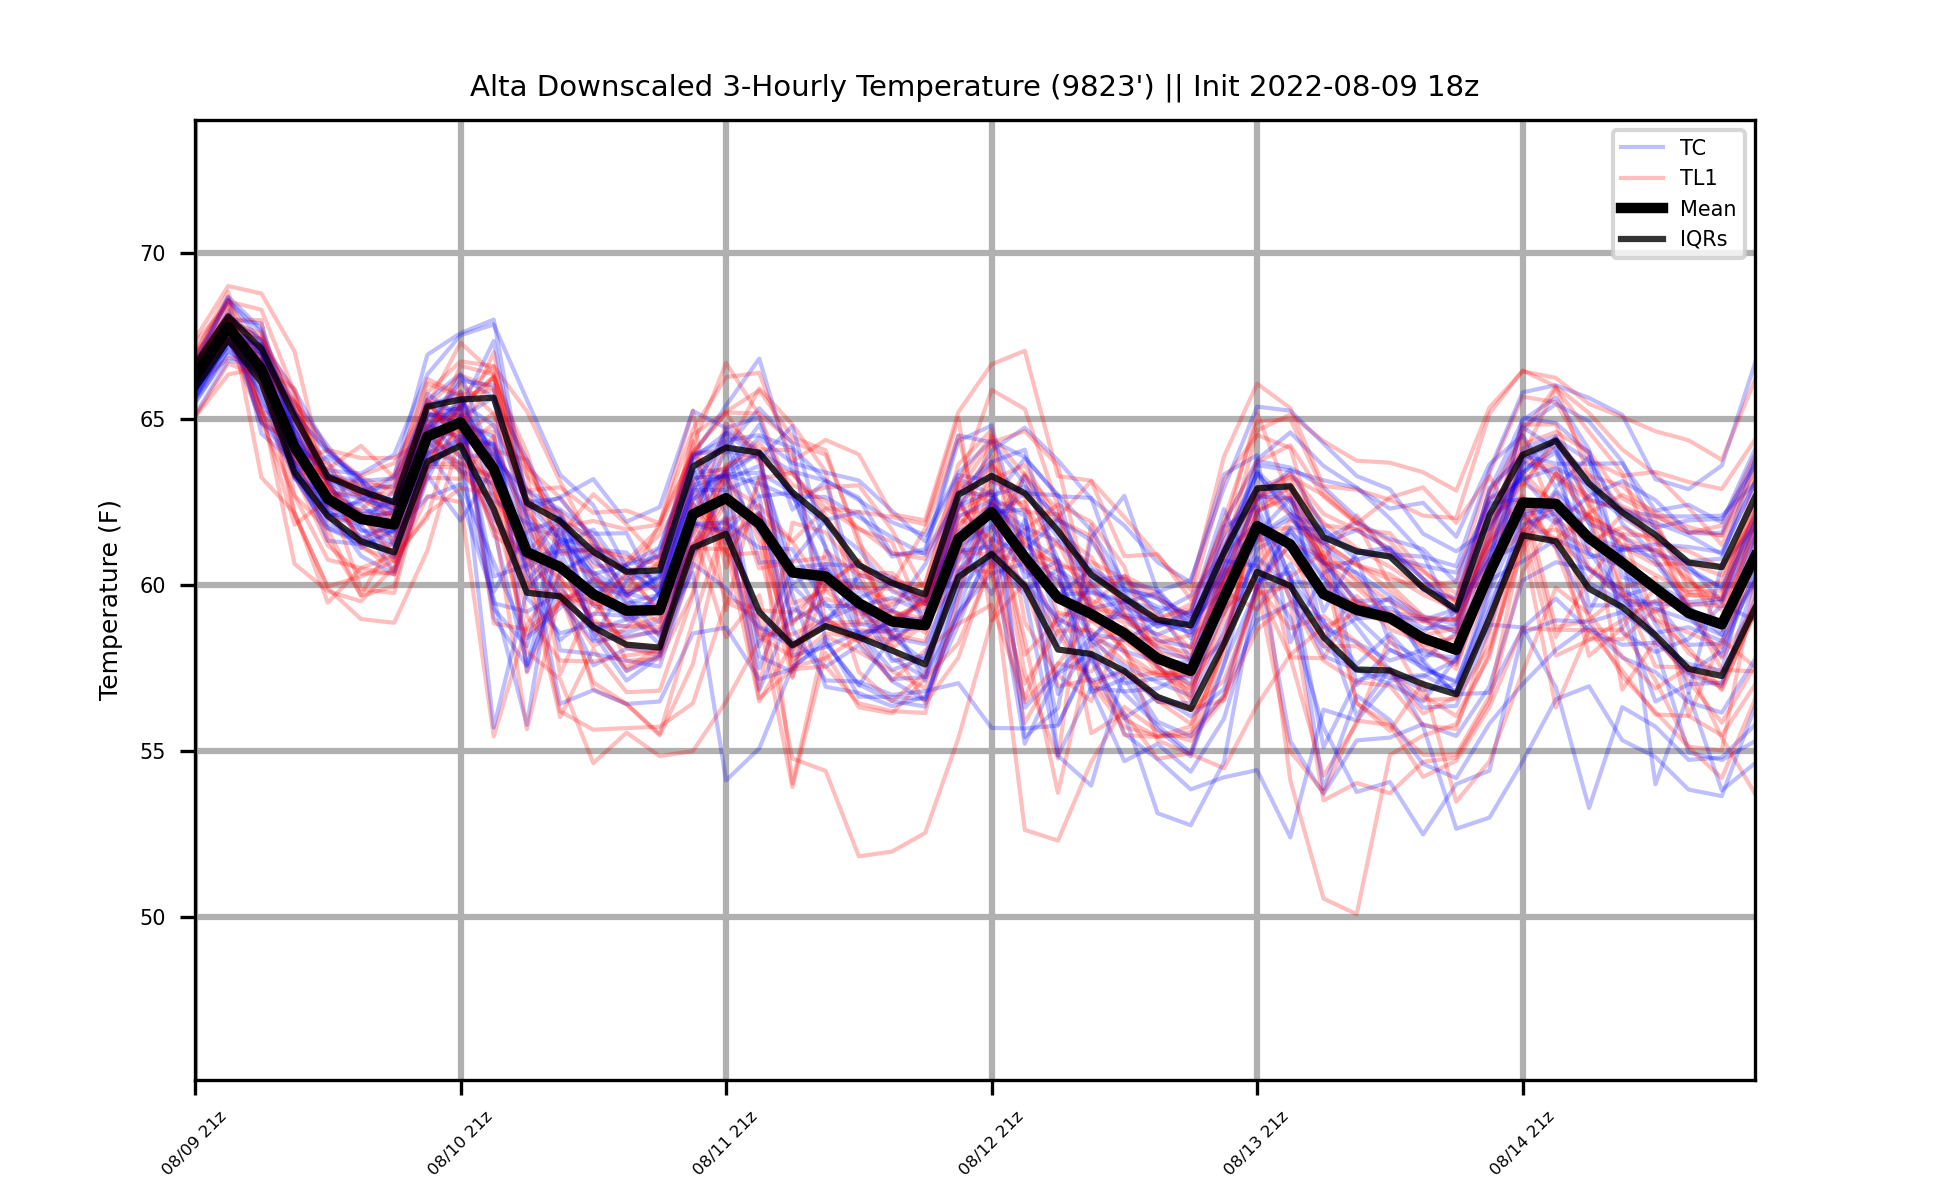 Alta Downscaled 3-Hourly Temperature (9823') || Init 2022-08-09 18z
TC
TL1
Mean
IQRs
Temperature (F)
70
65
60
55
50
08/09 21z
08/10 21z
08/11 21z
08/12 21z
08/13 21z
08/14 21z